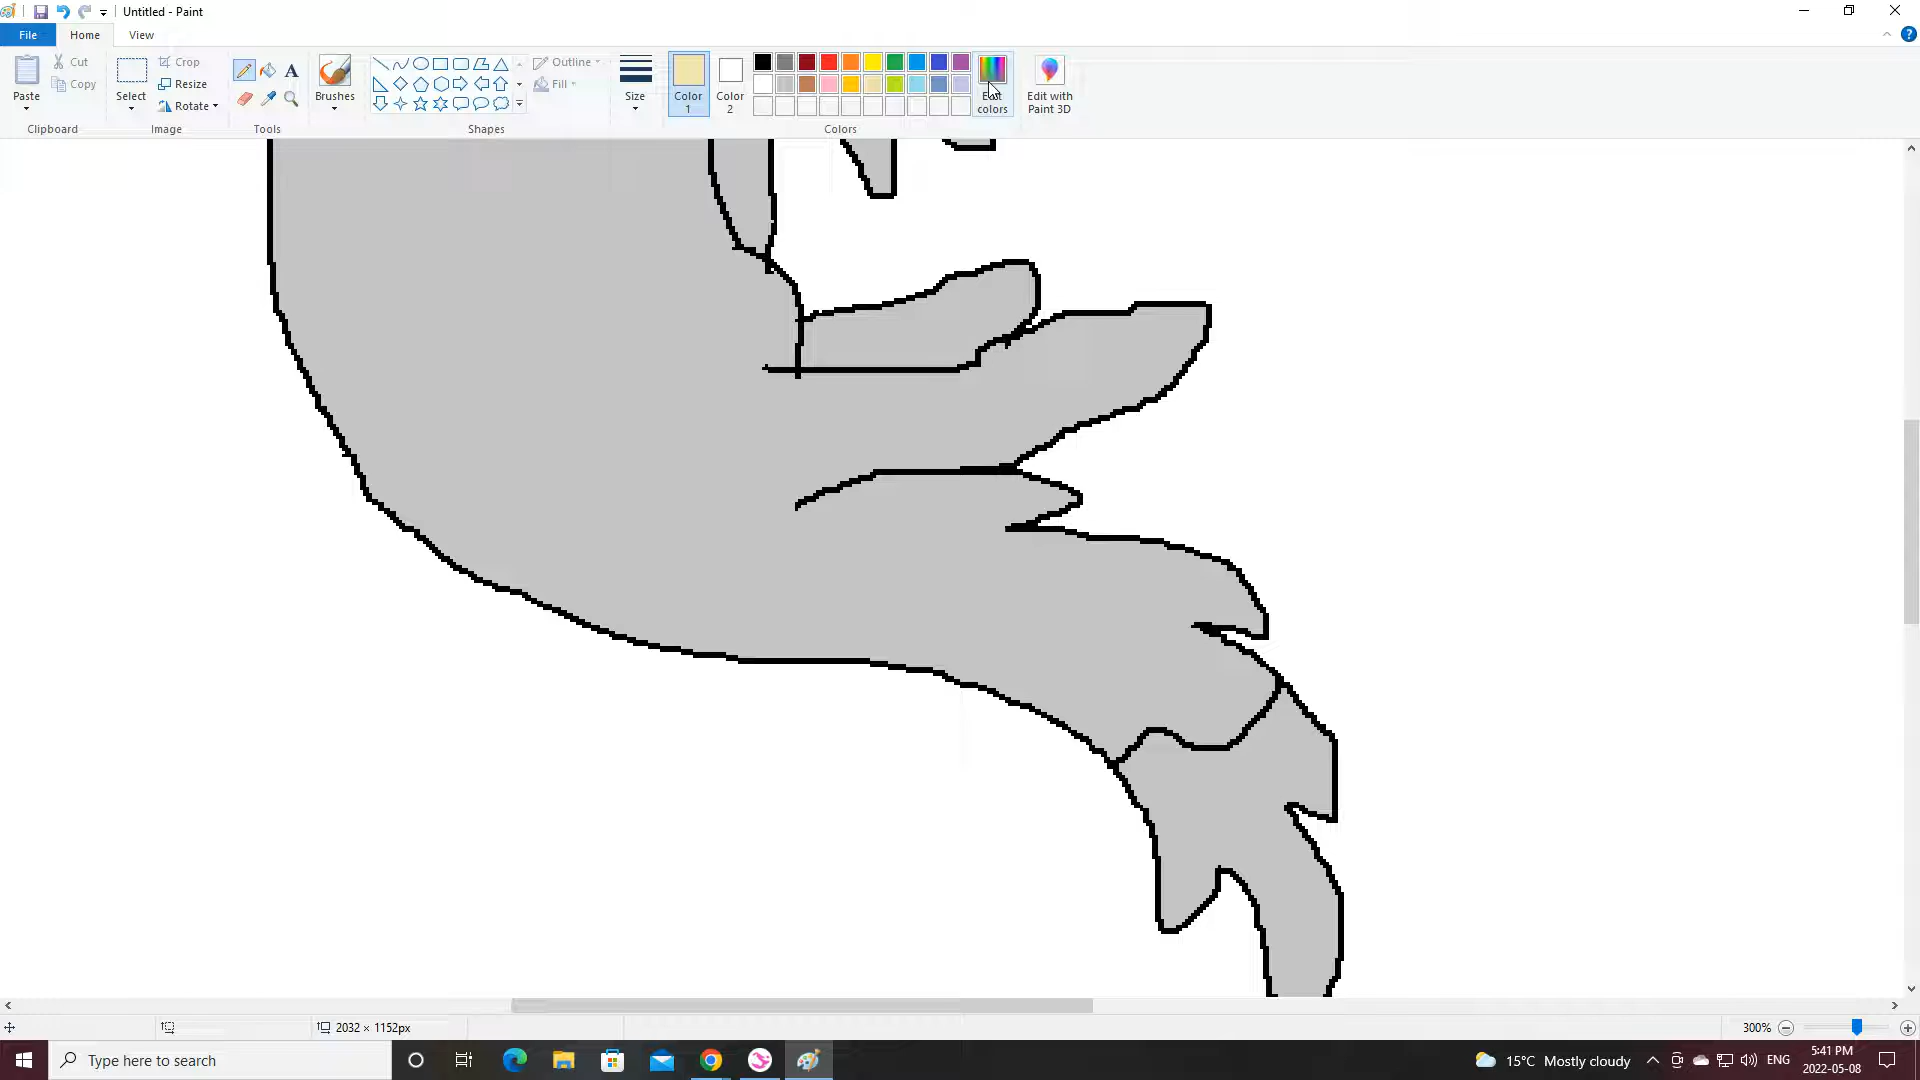 Untitled - Paint
File Home View
Paste Cut Copy
Clipboard
Select Crop Resize Rotate
Image
A
Tools
Brushes
Outline Fill
Shapes
Size
Color 1
Color 2
Edit colors
Colors
Edit with Paint 3D
?
2032 × 1152px
300%
Type here to search
15°C Mostly cloudy
ENG
5:41 PM
2022-05-08